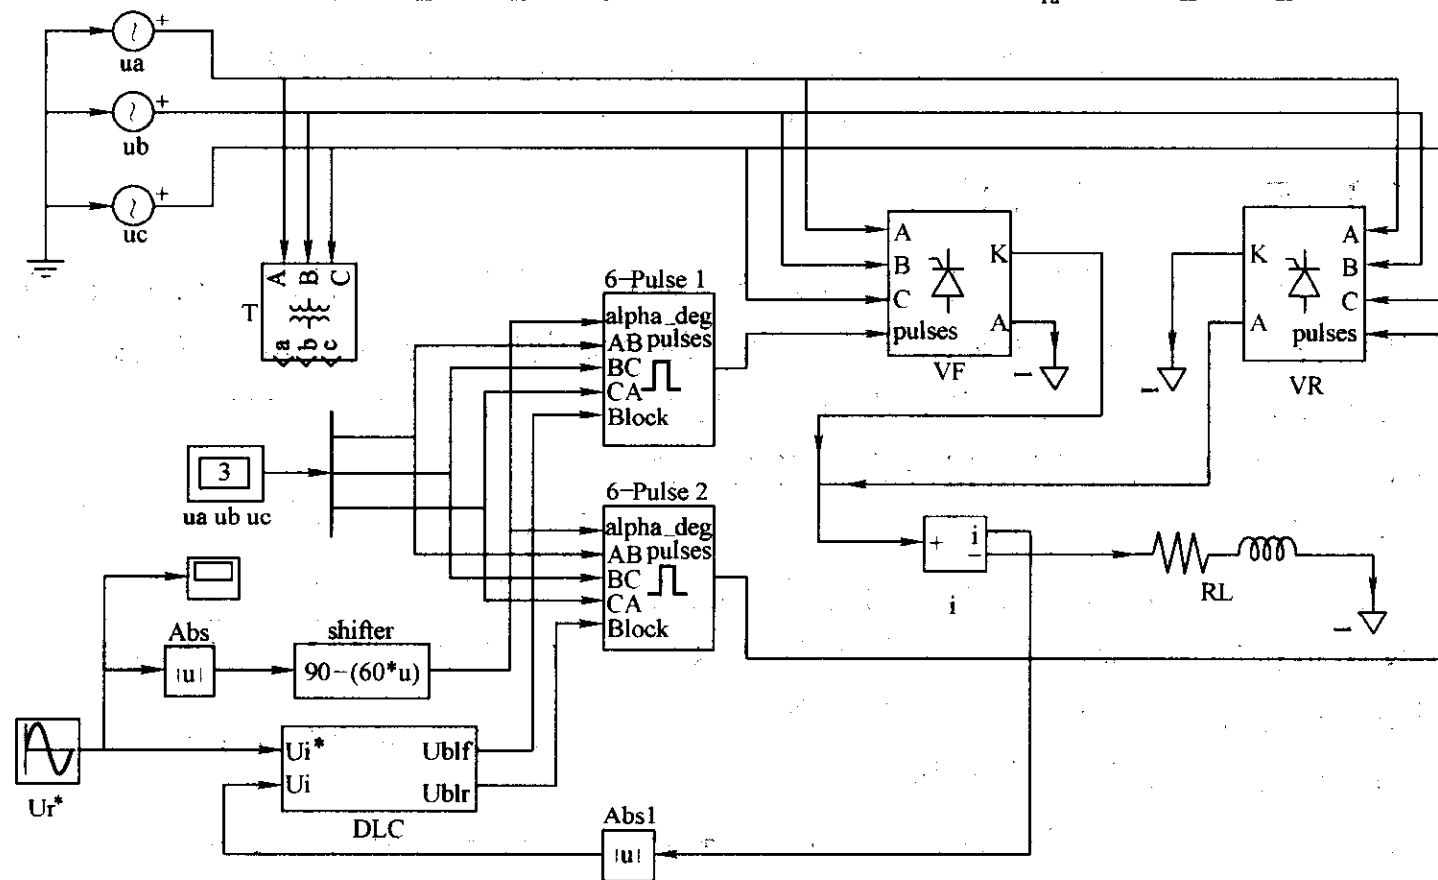 +
ua
+
ub
+
uc
A B C
T
a b c
6-Pulse 1
alpha_deg
pulses
AB
BC
CA
Block
A
B
C
pulses
K
A
VF
K
A
A
B
C
pulses
VR
3
ua ub uc
6-Pulse 2
alpha_deg
pulses
AB
BC
CA
Block
+
i
−
i
RL
Abs
|u|
shifter
90-(60*u)
Ur*
Ui*
Ui
Ublf
Ublr
DLC
Abs1
|u|